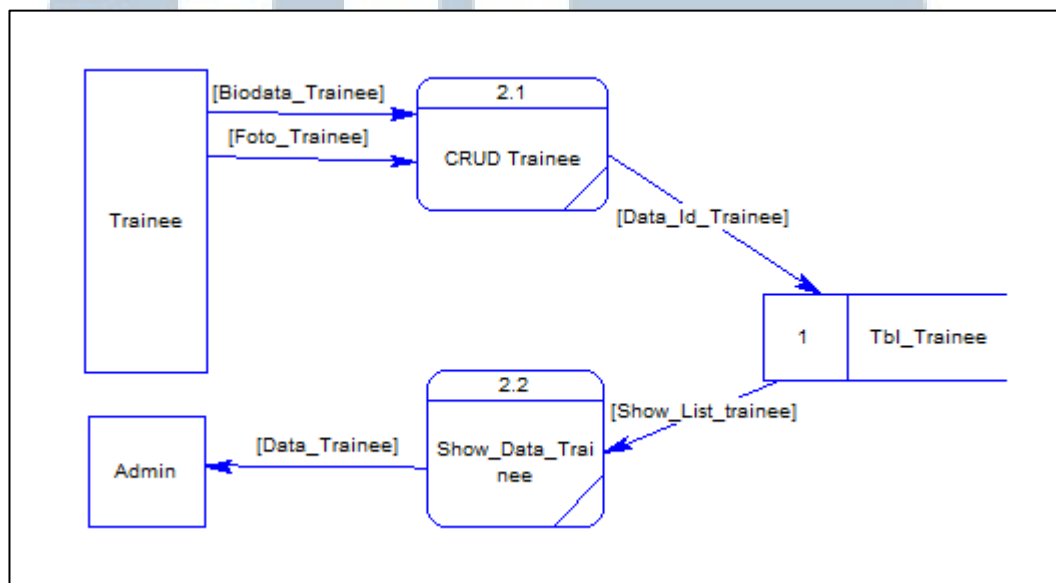 [Biodata_Trainee]
2.1
[Foto_Trainee]
CRUD Trainee
Trainee
[Data_Id_Trainee]
1
Tbl_Trainee
2.2
[Show_List_trainee]
[Data_Trainee]
Show_Data_Trai
nee
Admin